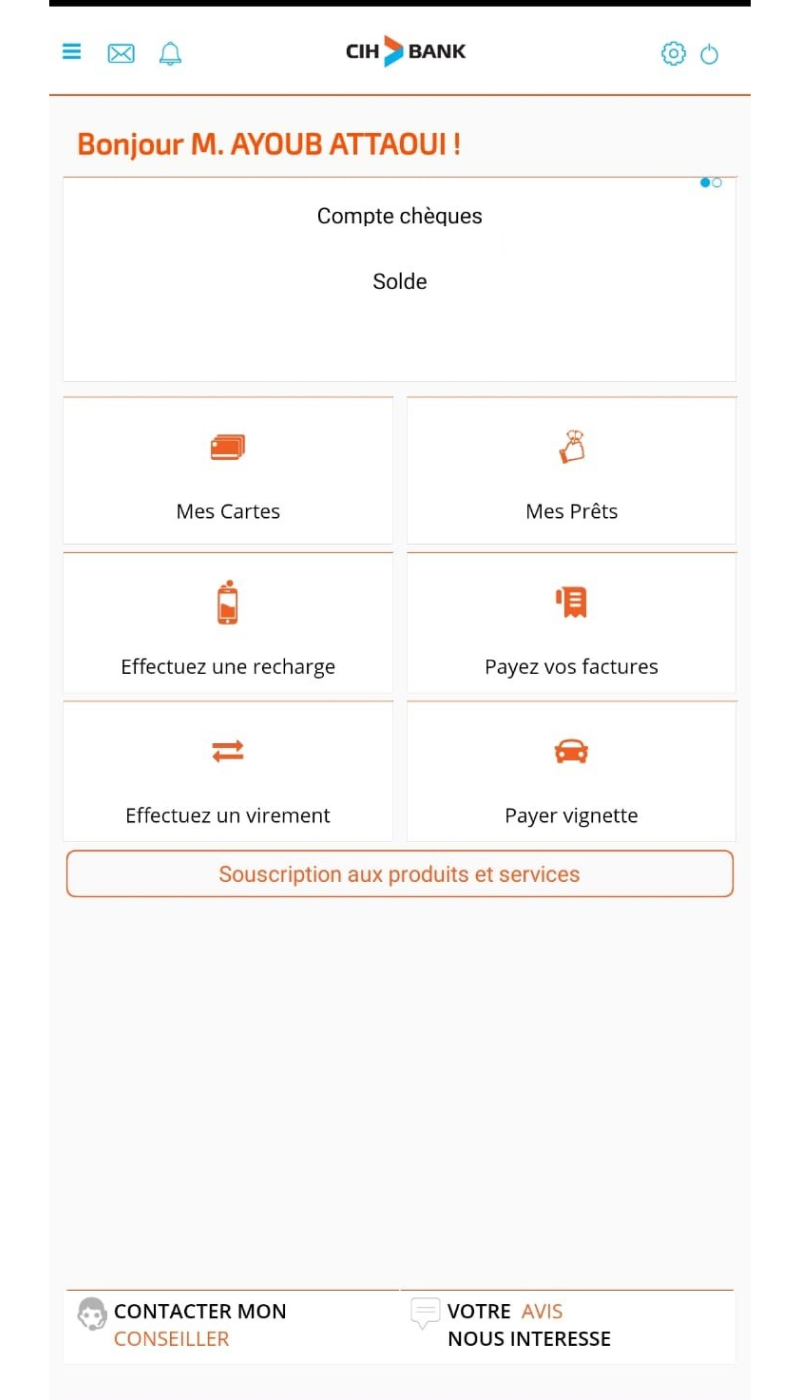 CIH BANK
Bonjour M. AYOUB ATTAOUI !
Compte chèques
Solde
Mes Cartes
Mes Prêts
Effectuez une recharge
Payez vos factures
Effectuez un virement
Payer vignette
Souscription aux produits et services
CONTACTER MON
CONSEILLER
VOTRE AVIS
NOUS INTERESSE